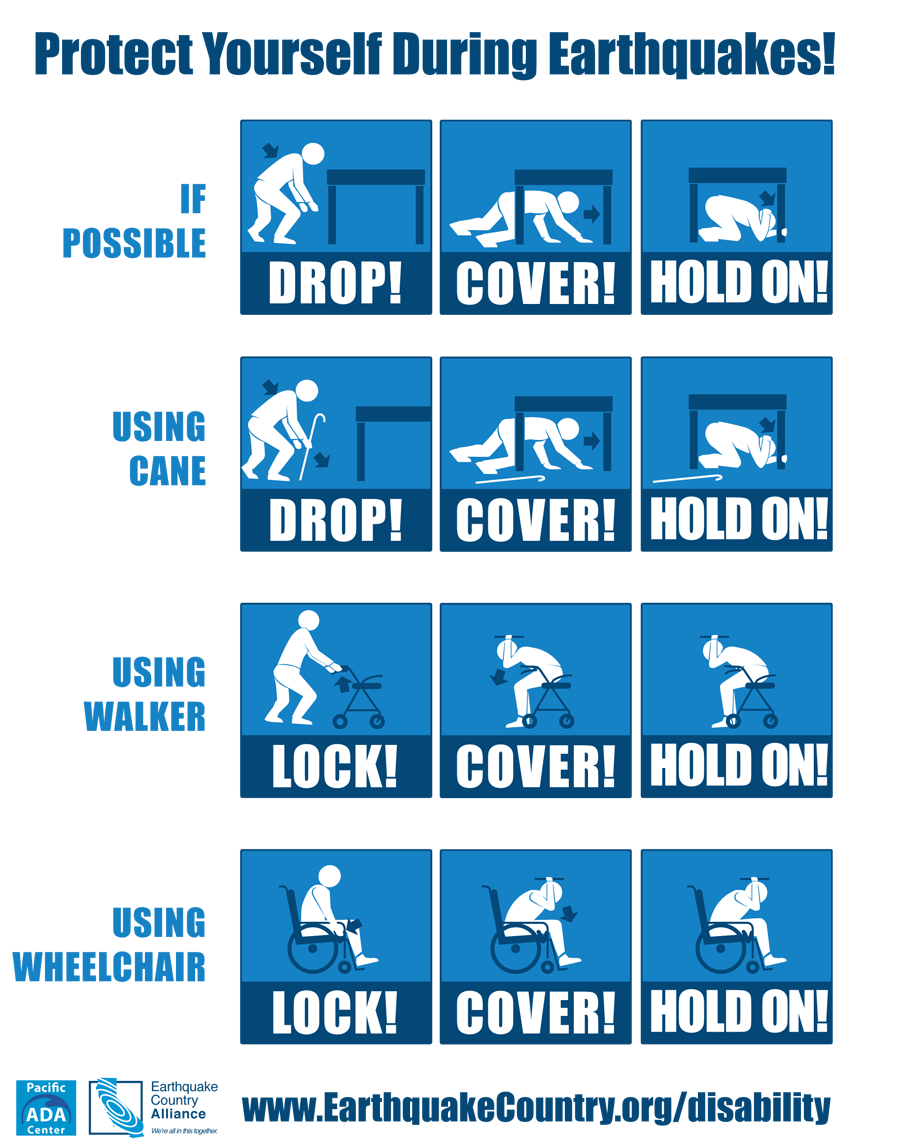 Protect Yourself During Earthquakes!
IF
POSSIBLE
DROP!
COVER!
HOLD ON!
USING
CANE
DROP!
COVER!
HOLD ON!
USING
WALKER
LOCK!
COVER!
HOLD ON!
USING
WHEELCHAIR
LOCK!
COVER!
HOLD ON!
Pacific
ADA
Center
Earthquake
Country
Alliance
We're all in this together.
www.EarthquakeCountry.org/disability